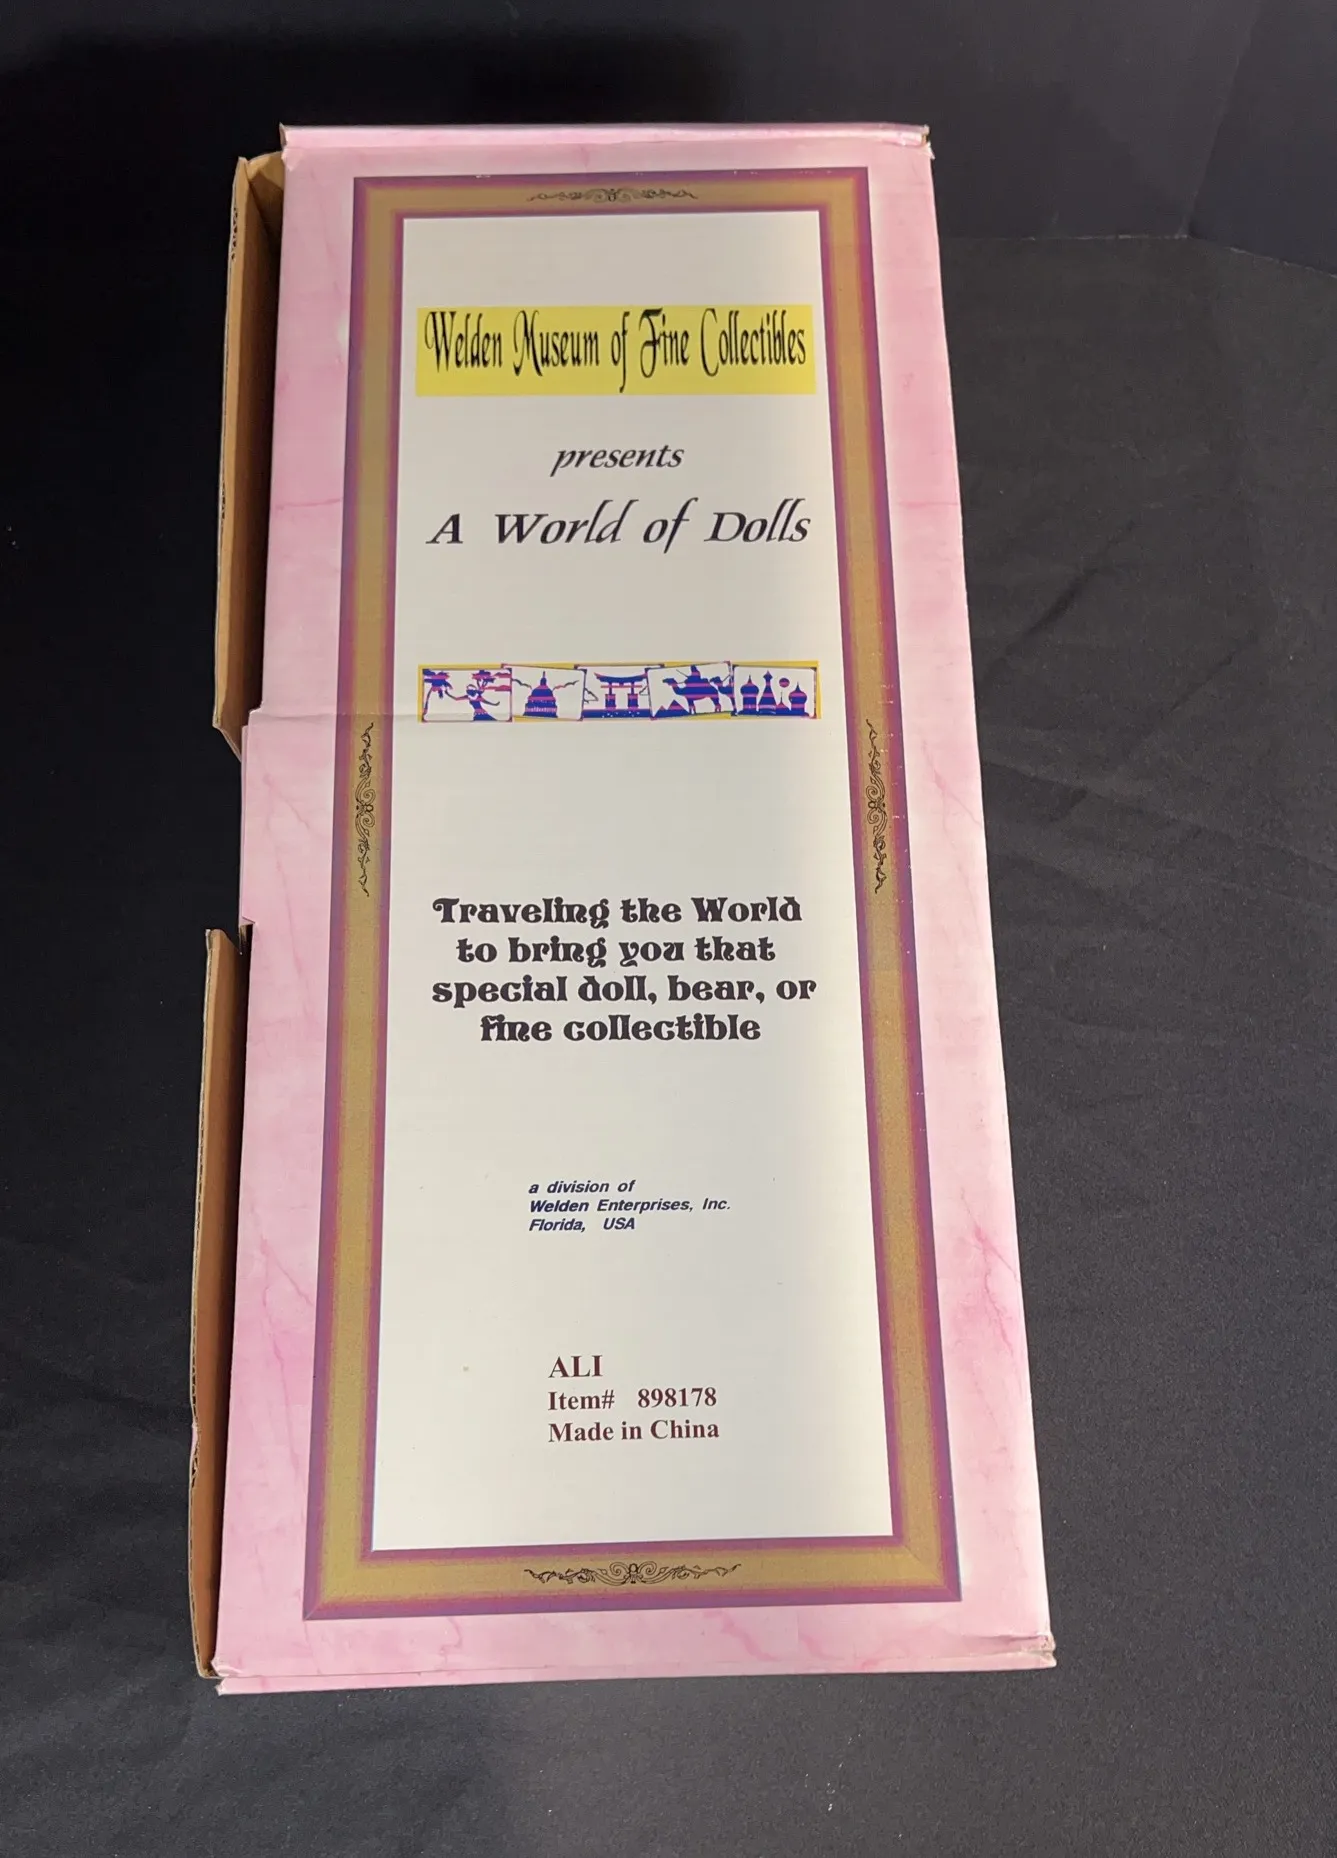 Welden Museum of Fine Collectibles
presents
A World of Dolls
Traveling the World
to bring you that
special doll, bear, or
fine collectible
a division of
Welden Enterprises, Inc.
Florida, USA
ALI
Item# 898178
Made in China